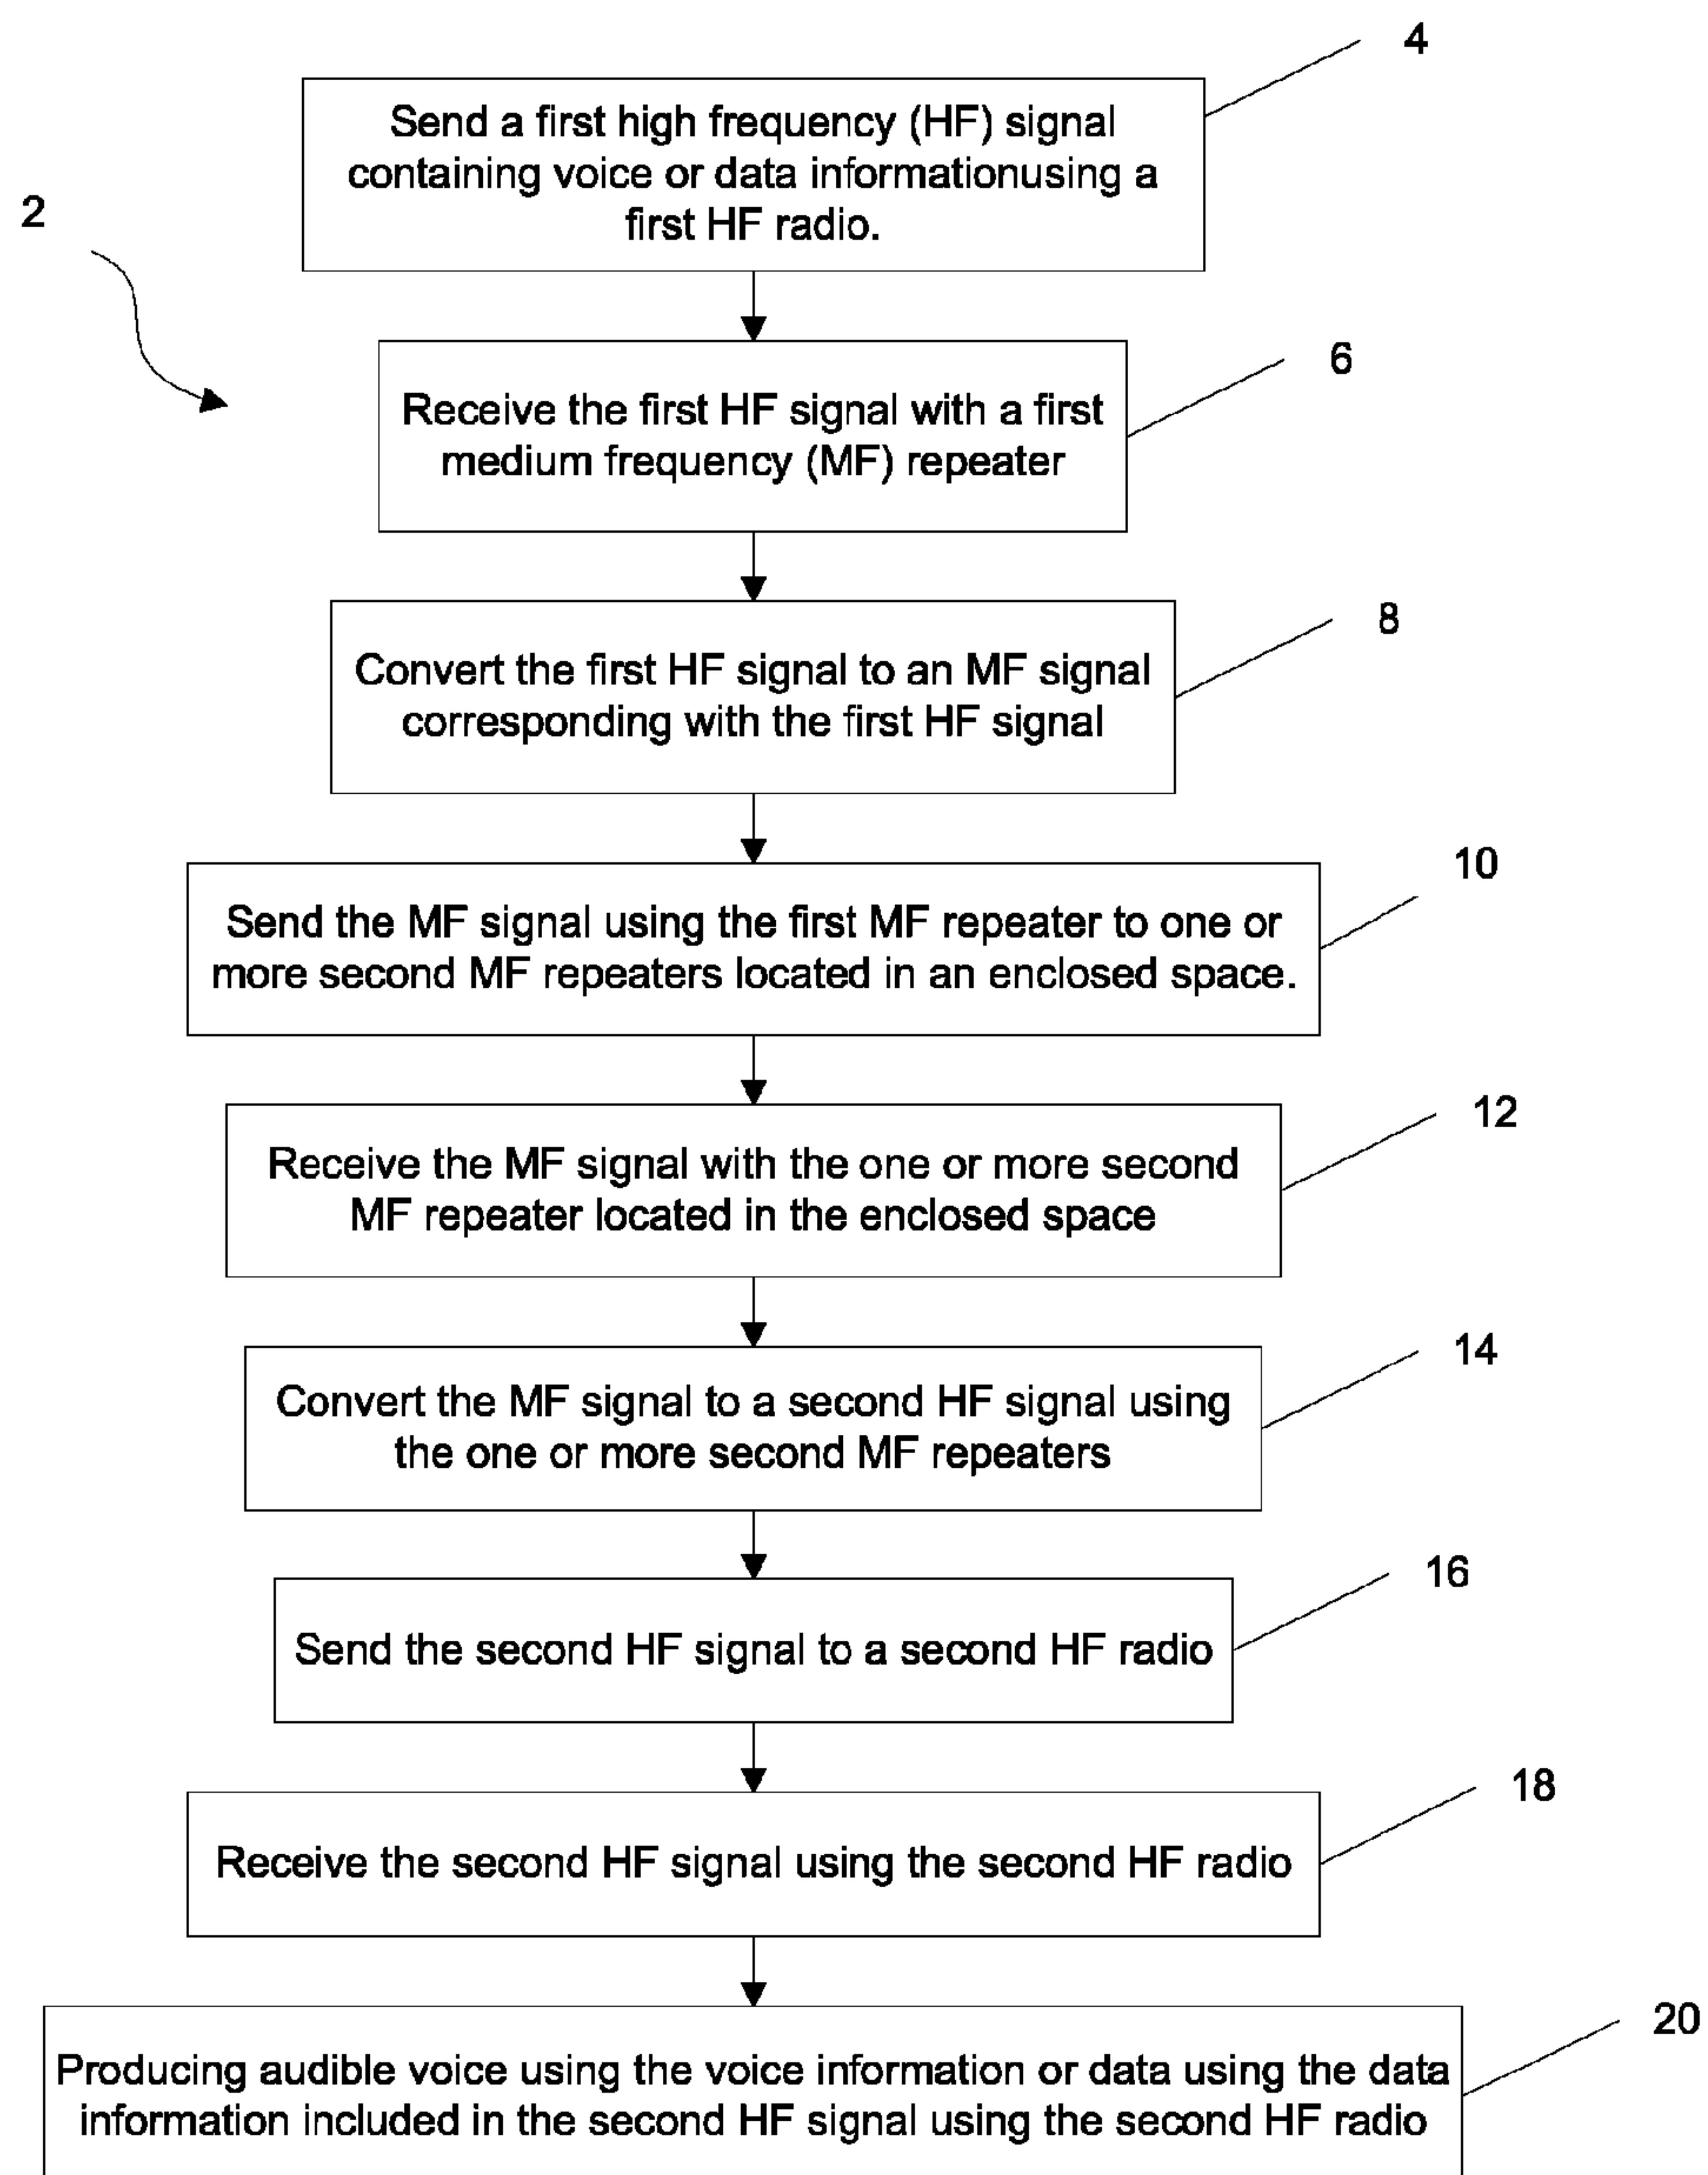 4
Send a first high frequency (HF) signal
containing voice or data informationusing a
first HF radio.
2
6
Receive the first HF signal with a first
medium frequency (MF) repeater
8
Convert the first HF signal to an MF signal
corresponding with the first HF signal
10
Send the MF signal using the first MF repeater to one or
more second MF repeaters located in an enclosed space.
12
Receive the MF signal with the one or more second
MF repeater located in the enclosed space
14
Convert the MF signal to a second HF signal using
the one or more second MF repeaters
16
Send the second HF signal to a second HF radio
18
Receive the second HF signal using the second HF radio
20
Producing audible voice using the voice information or data using the data
information included in the second HF signal using the second HF radio